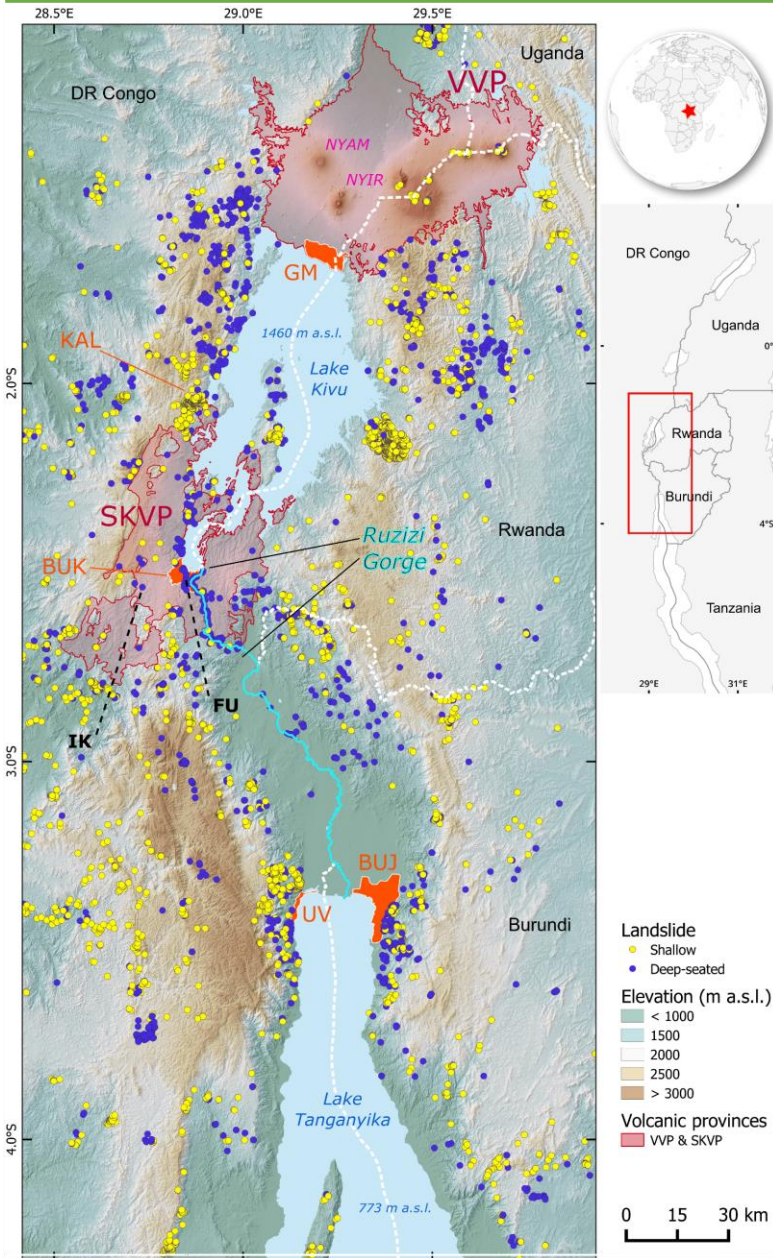 28.5°E
29.0°E
29.5°E
Uganda
DR Congo
VVP
NYAM
NYIR
GM
1460 m a.s.l.
KAL
Lake
Kivu
2.0°S
SKVP
Ruzizi
Gorge
Rwanda
BUK
FU
IK
3.0°S
BUJ
UV
Burundi
Lake
Tanganyika
4.0°S
773 m a.s.l.
DR Congo
Uganda
0°
Rwanda
Burundi
4°S
Tanzania
29°E
31°E
Landslide
Shallow
Deep-seated
Elevation (m a.s.l.)
< 1000
1500
2000
2500
> 3000
Volcanic provinces
VVP & SKVP
0 15 30 km